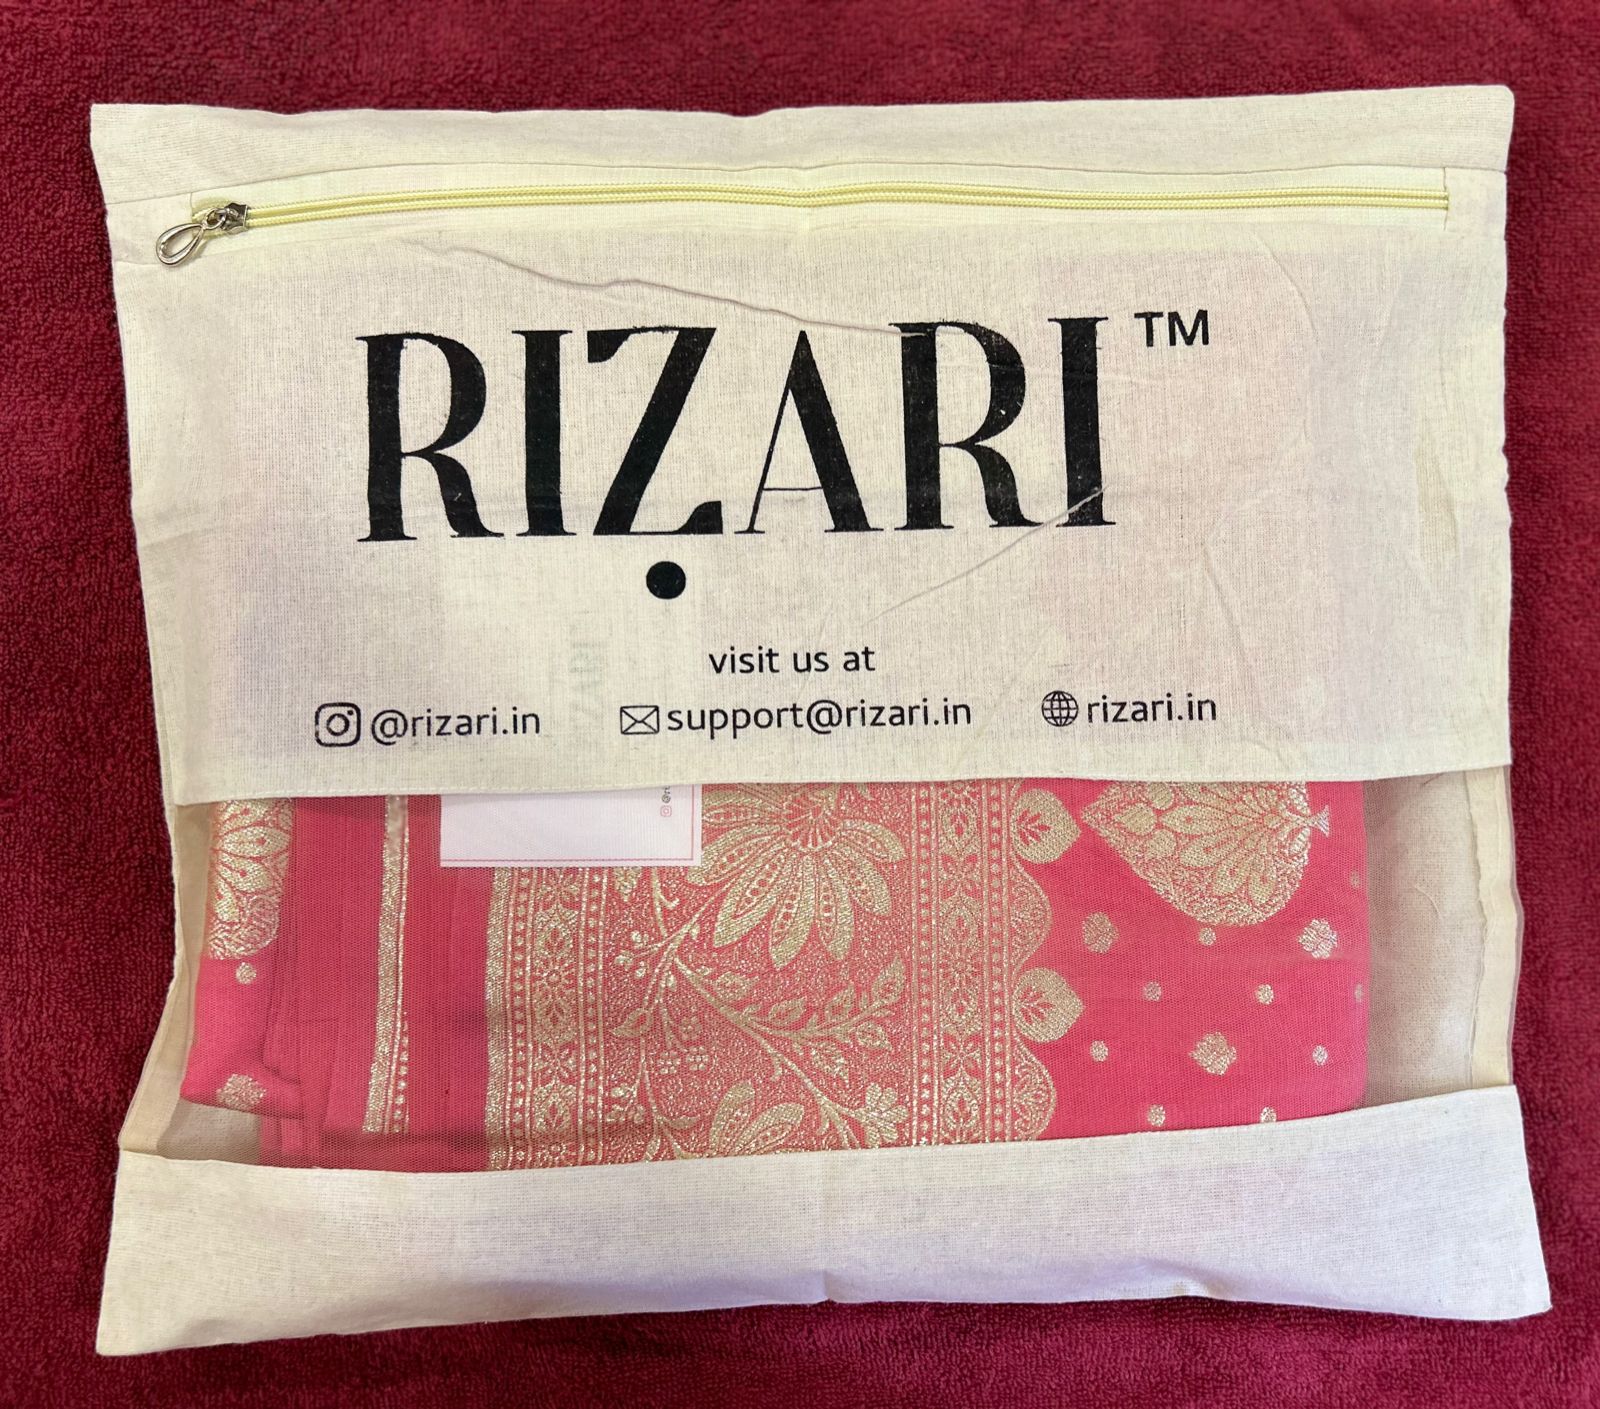 RIZARI™
visit us at
@rizari.in support@rizari.in rizari.in